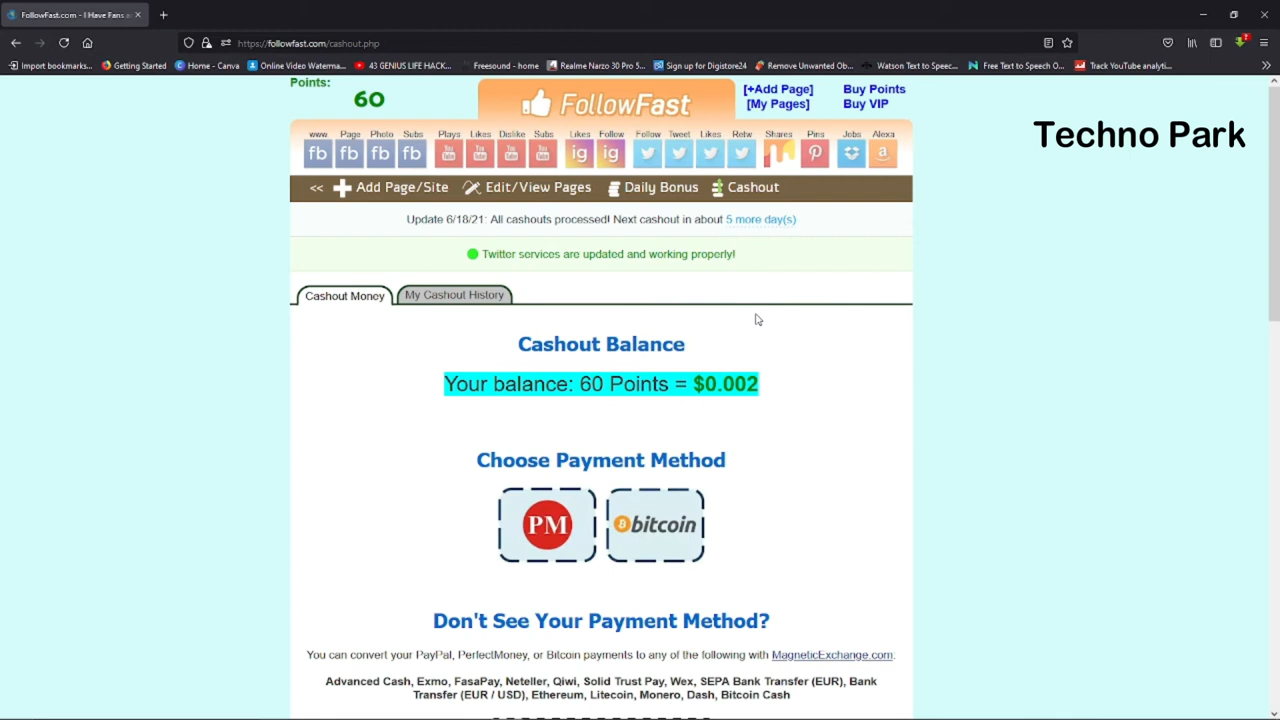 FollowFast.com - I Have Fans a
https://followfast.com/cashout.php
Import bookmarks... Getting Started Home - Canva Online Video Waterma... 43 GENIUS LIFE HACK... Freesound - home Realme Narzo 30 Pro 5... Sign up for Digistore24 Remove Unwanted Ob... Watson Text to Speec... Free Text to Speech O... Track YouTube analyti...
Points:
60
FollowFast
[+Add Page] Buy Points
[My Pages] Buy VIP
Techno Park
www Page Photo Subs Plays Likes Dislike Subs Likes Follow Follow Tweet Likes Retw Shares Pins Jobs Alexa
fb fb fb fb You Tube You Tube You Tube You Tube ig ig a
<< Add Page/Site Edit/View Pages Daily Bonus Cashout
Update 6/18/21: All cashouts processed! Next cashout in about 5 more day(s)
Twitter services are updated and working properly!
Cashout Money My Cashout History
Cashout Balance
Your balance: 60 Points = $0.002
Choose Payment Method
PM bitcoin
Don't See Your Payment Method?
You can convert your PayPal, PerfectMoney, or Bitcoin payments to any of the following with MagneticExchange.com:
Advanced Cash, Exmo, FasaPay, Neteller, Qiwi, Solid Trust Pay, Wex, SEPA Bank Transfer (EUR), Bank
Transfer (EUR / USD), Ethereum, Litecoin, Monero, Dash, Bitcoin Cash